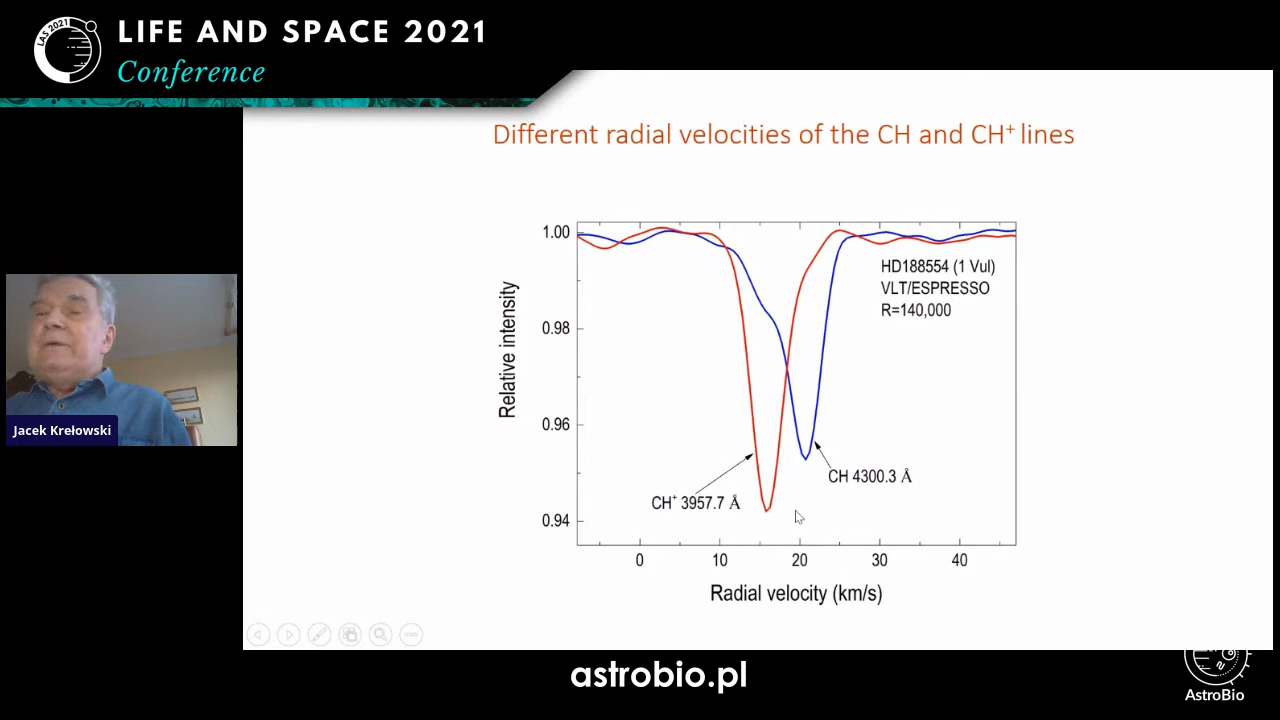 LAS 2021
LIFE AND SPACE 2021
Conference
Different radial velocities of the CH and CH⁺ lines
1.00
0.98
0.96
0.94
Relative intensity
HD188554 (1 Vul)
VLT/ESPRESSO
R=140,000
CH 4300.3 Å
CH⁺ 3957.7 Å
0 10 20 30 40
Radial velocity (km/s)
Jacek Krełowski
astrobio.pl
AstroBio